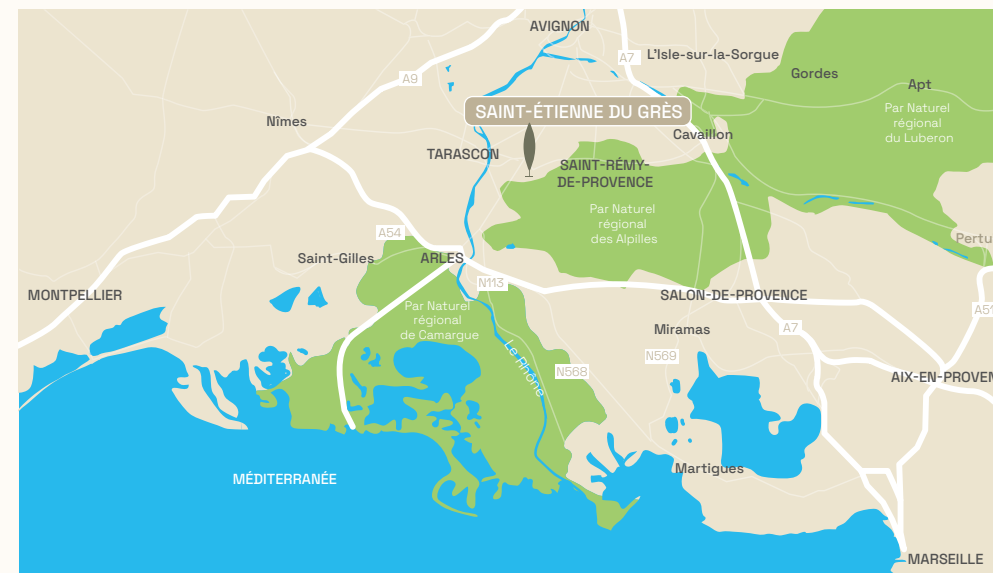 AVIGNON
A7
L'Isle-sur-la-Sorgue
Gordes
A9
Apt
SAINT-ÉTIENNE DU GRÈS
Par Naturel
régional
du Luberon
Nîmes
Cavaillon
TARASCON
SAINT-RÉMY-
DE-PROVENCE
Par Naturel
régional
des Alpilles
A54
Pertu
Saint-Gilles
ARLES
N113
MONTPELLIER
SALON-DE-PROVENCE
Par Naturel
régional
de Camargue
A51
Miramas
A7
Le Rhône
N569
N568
AIX-EN-PROVEN
Martigues
MÉDITERRANÉE
MARSEILLE